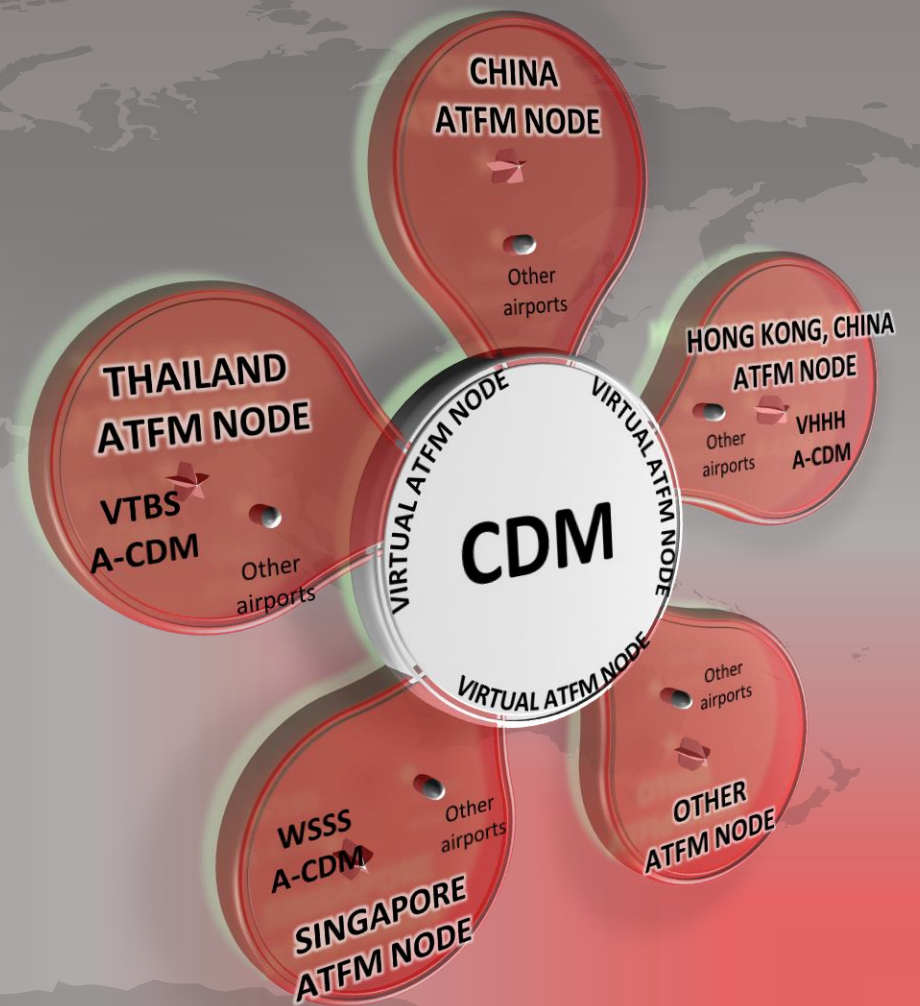 CHINA
ATFM NODE
Other
airports
HONG KONG, CHINA
ATFM NODE
Other
airports
VHHH
A-CDM
THAILAND
ATFM NODE
VTBS
A-CDM
Other
airports
VIRTUAL ATFM NODE
VIRTUAL ATFM NODE
CDM
VIRTUAL ATFM NODE
Other
airports
OTHER
ATFM NODE
WSSS
A-CDM
Other
airports
SINGAPORE
ATFM NODE